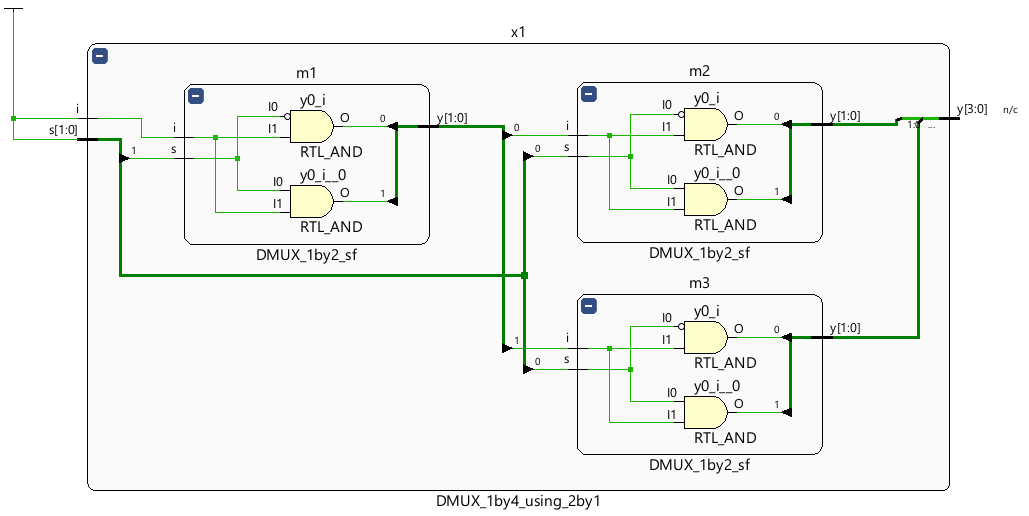 x1
i
s[1:0]
1
m1
i
s
y0_i
I0
I1
O
RTL_AND
y0_i__0
I0
I1
O
RTL_AND
0
1
y[1:0]
DMUX_1by2_sf
0
0
m2
i
s
y0_i
I0
I1
O
RTL_AND
y0_i__0
I0
I1
O
RTL_AND
0
1
y[1:0]
DMUX_1by2_sf
1
0
m3
i
s
y0_i
I0
I1
O
RTL_AND
y0_i__0
I0
I1
O
RTL_AND
0
1
y[1:0]
DMUX_1by2_sf
...
y[3:0]
n/c
DMUX_1by4_using_2by1